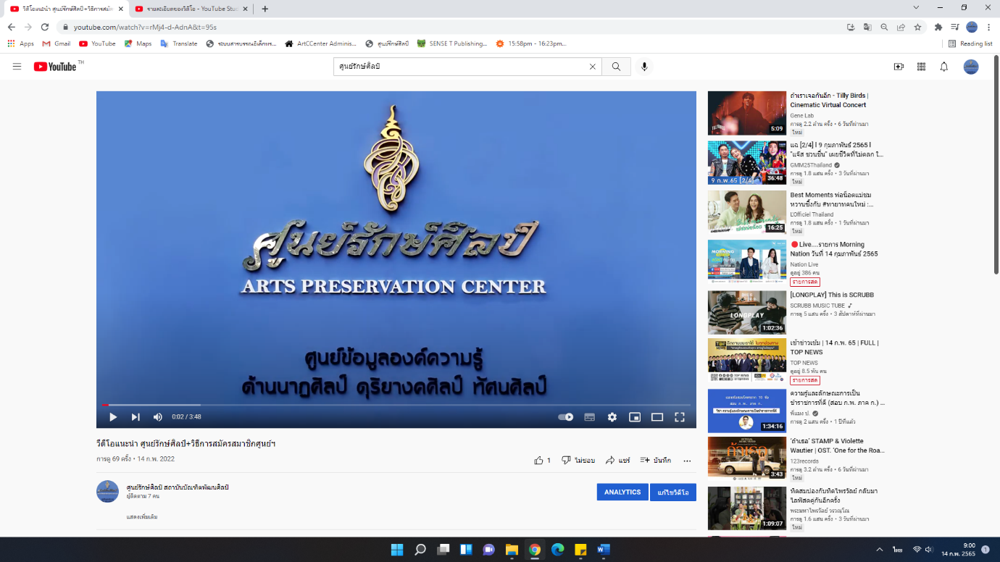 วีดีโอแนะนำ ศูนย์รักษ์ศิลป์+วิธีการสมัค
รายละเอียดของวิดีโอ - YouTube Stu
youtube.com/watch?v=rMj4-d-AdnA&t=95s
Apps
Gmail
YouTube
Maps
Translate
ระบบสารบรรณอิเล็กทร...
ArtCCenter Adminis...
ศูนย์รักษ์ศิลป์
SENSE T Publishing...
15:58pm - 16:23pm...
Reading list
YouTube TH
ศูนย์รักษ์ศิลป์
ศูนย์รักษ์ศิลป์
ARTS PRESERVATION CENTER
ศูนย์ข้อมูลองค์ความรู้
ด้านนาฏศิลป์ ดุริยางคศิลป์ ทัศนศิลป์
0:02 / 3:48
วีดีโอแนะนำ ศูนย์รักษ์ศิลป์+วิธีการสมัครสมาชิกศูนย์ฯ
การดู 69 ครั้ง • 14 ก.พ. 2022
1
ไม่ชอบ
แชร์
บันทึก
ศูนย์รักษ์ศิลป์ สถาบันบัณฑิตพัฒนศิลป์
ผู้ติดตาม 7 คน
ANALYTICS
แก้ไขวิดีโอ
แสดงเพิ่มเติม
5:09
ถ้าเราเจอกันอีก - Tilly Birds |
Cinematic Virtual Concert
Gene Lab
การดู 2.2 ล้าน ครั้ง • 6 วันที่ผ่านมา
ใหม่
9 ก.พ.65 [2/4]
36:48
แฉ [2/4] l 9 กุมภาพันธ์ 2565 l
"แจ๊ส ชวนชื่น" เผยชีวิตที่ไม่ตลก ใ...
GMM25Thailand
การดู 1.8 แสน ครั้ง • 3 วันที่ผ่านมา
ใหม่
16:25
Best Moments พ่อน็อตแม่ชม
หวานซึ้งกับ #ทายาทคนใหม่ :...
L'Officiel Thailand
การดู 1.8 แสน ครั้ง • 1 วันที่ผ่านมา
ใหม่
MORNING
Live....รายการ Morning
Nation วันที่ 14 กุมภาพันธ์ 2565
Nation Live
ดูอยู่ 386 คน
รายการสด
LONGPLAY
1:02:36
[LONGPLAY] This is SCRUBB
SCRUBB MUSIC TUBE
การดู 5 แสน ครั้ง • 3 สัปดาห์ที่ผ่านมา
เช้าข่าวเข้ม | 14 ก.พ. 65 | FULL |
TOP NEWS
TOP NEWS
ดูอยู่ 8.5 พัน คน
รายการสด
1:34:16
ความรู้และลักษณะการเป็น
ข้าราชการที่ดี (สอบ ก.พ. ภาค ก.) ...
พี่แมง ป.
การดู 2 แสน ครั้ง • 1 ปีที่แล้ว
3:43
'ถ้าเธอ' STAMP & Violette
Wautier | OST. 'One for the Roa...
123records
การดู 3.2 ล้าน ครั้ง • 6 วันที่ผ่านมา
ใหม่
1:09:07
ทิดสมปองกับทิดไพรวัลย์ กลับมา
ไลฟ์สดคู่กันอีกครั้ง
พระมหาไพรวัลย์ วรวณฺโณ
การดู 1.6 แสน ครั้ง • 3 วันที่ผ่านมา
ใหม่
ไทย
9:00
14 ก.พ. 2565
1